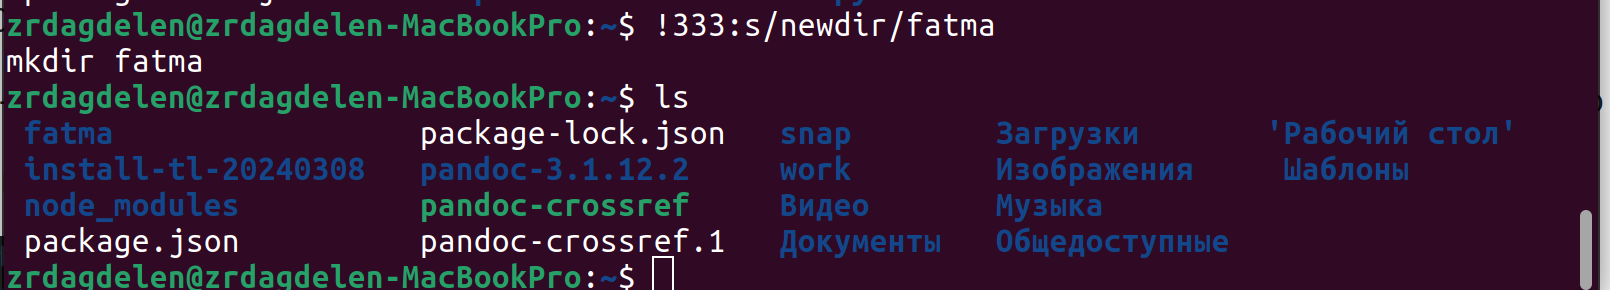 zrdagdelen@zrdagdelen-MacBookPro:~$ !333:s/newdir/fatma
mkdir fatma
zrdagdelen@zrdagdelen-MacBookPro:~$ ls
fatma package-lock.json snap Загрузки 'Рабочий стол'
install-tl-20240308 pandoc-3.1.12.2 work Изображения Шаблоны
node_modules pandoc-crossref Видео Музыка
package.json pandoc-crossref.1 Документы Общедоступные
zrdagdelen@zrdagdelen-MacBookPro:~$